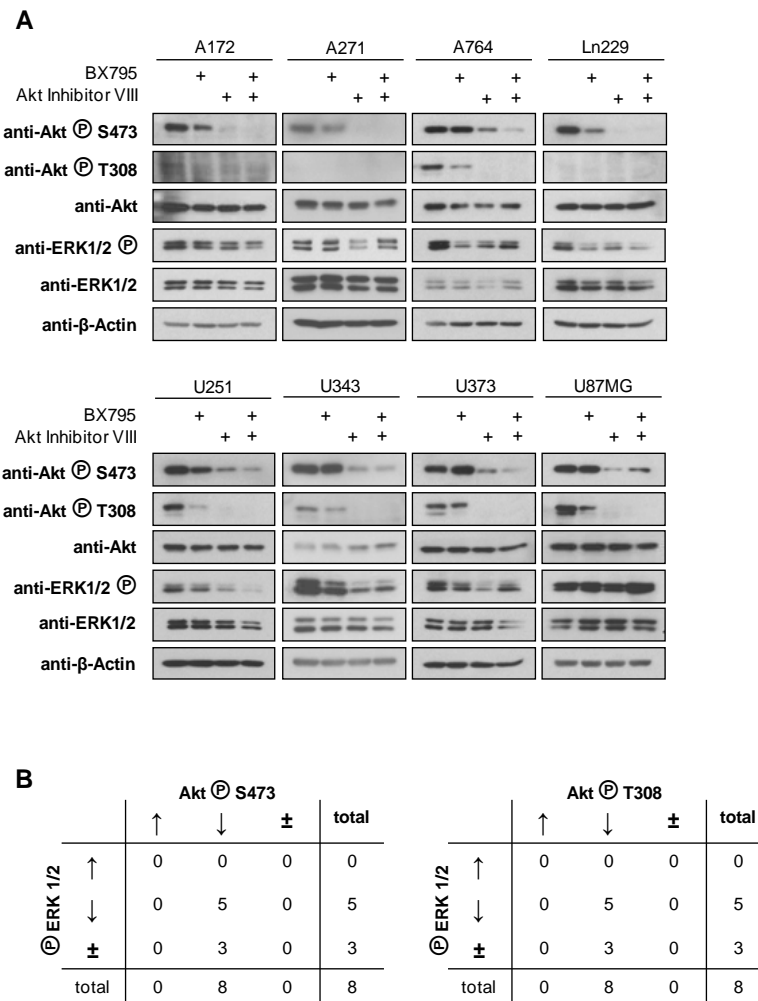 A
A172 A271 A764 Ln229
BX795 + + + + + + + +
Akt Inhibitor VIII + + + + + + + +
anti-Akt Ⓟ S473
anti-Akt Ⓟ T308
anti-Akt
anti-ERK1/2 Ⓟ
anti-ERK1/2
anti-β-Actin
U251 U343 U373 U87MG
BX795 + + + + + + + +
Akt Inhibitor VIII + + + + + + + +
anti-Akt Ⓟ S473
anti-Akt Ⓟ T308
anti-Akt
anti-ERK1/2 Ⓟ
anti-ERK1/2
anti-β-Actin
B
Akt Ⓟ S473
↑ ↓ ± total
Ⓟ ERK 1/2
↑ 0 0 0 0
↓ 0 5 0 5
± 0 3 0 3
total 0 8 0 8
Akt Ⓟ T308
↑ ↓ ± total
Ⓟ ERK 1/2
↑ 0 0 0 0
↓ 0 5 0 5
± 0 3 0 3
total 0 8 0 8